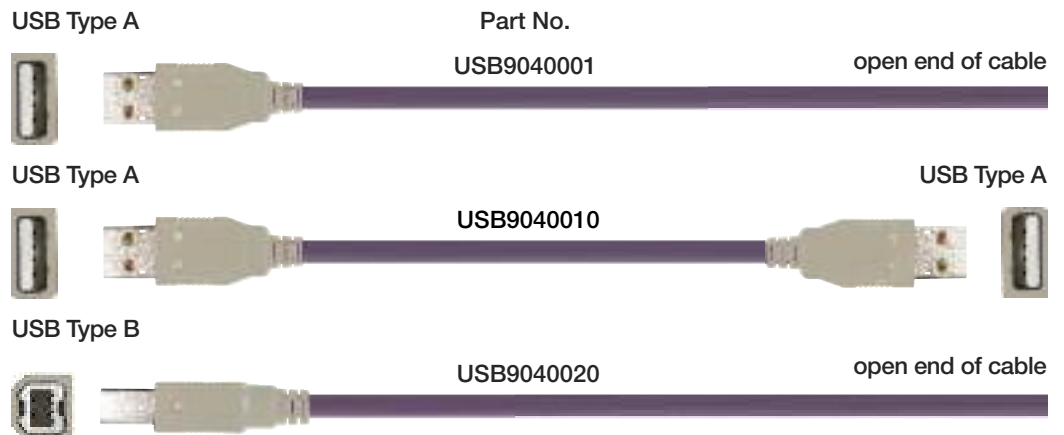 USB Type A
Part No.
USB9040001
open end of cable
USB Type A
USB Type A
USB9040010
USB Type B
USB9040020
open end of cable